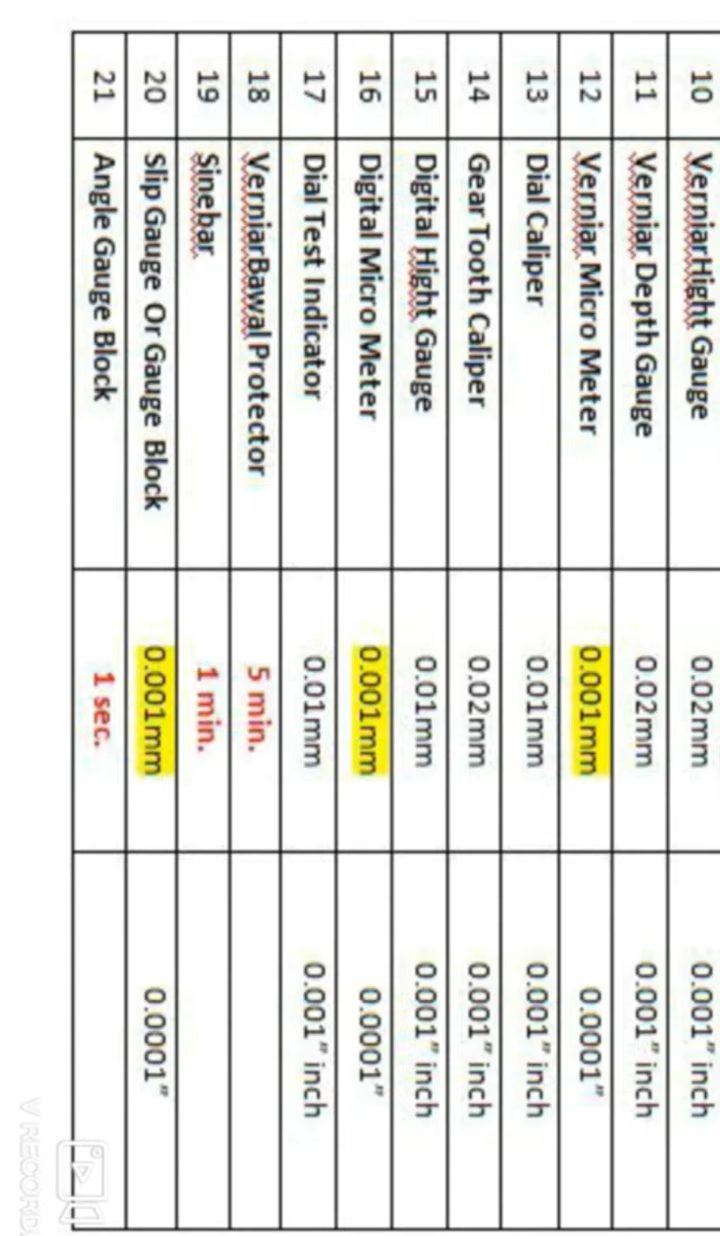 10 VerniarHight Gauge 0.02mm 0.001” inch
11 Verniar Depth Gauge 0.02mm 0.001” inch
12 Verniar Micro Meter 0.001mm 0.0001”
13 Dial Caliper 0.01mm 0.001” inch
14 Gear Tooth Caliper 0.02mm 0.001” inch
15 Digital Hight Gauge 0.01mm 0.001” inch
16 Digital Micro Meter 0.001mm 0.0001”
17 Dial Test Indicator 0.01mm 0.001” inch
18 VerniarBawal Protector 5 min.
19 Sinebar 1 min.
20 Slip Gauge Or Gauge Block 0.001mm 0.0001”
21 Angle Gauge Block 1 sec.
V RECORD